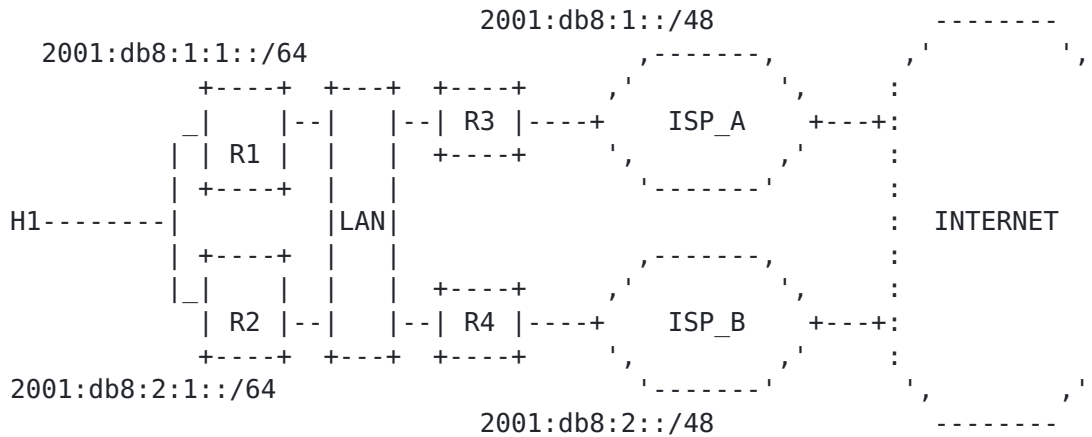 2001:db8:1::/48
2001:db8:1:1::/64
R3
ISP_A
R1
H1
LAN
INTERNET
R2
R4
ISP_B
2001:db8:2:1::/64
2001:db8:2::/48